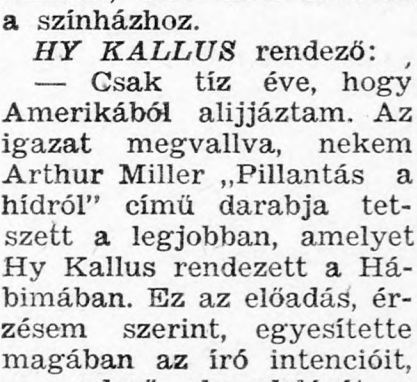 a színházhoz.
HY KALLUS rendező:
— Csak tíz éve, hogy
Amerikából alijjáztam. Az
igazat megvallva, nekem
Arthur Miller „Pillantás a
hídról” című darabja tet-
szett a legjobban, amelyet
Hy Kallus rendezett a Há-
bimában. Ez az előadás, ér-
zésem szerint, egyesítette
magában az író intencióit,